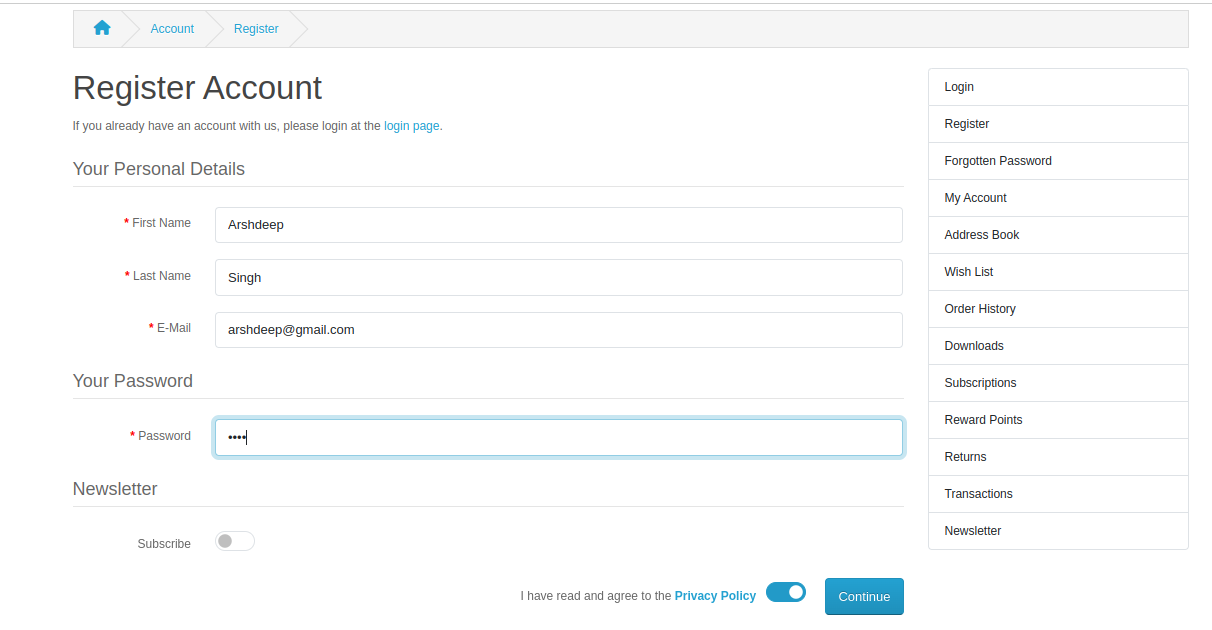 Account
Register
Register Account
If you already have an account with us, please login at the login page.
Your Personal Details
* First Name
Arshdeep
* Last Name
Singh
* E-Mail
arshdeep@gmail.com
Your Password
* Password
••••
Newsletter
Subscribe
I have read and agree to the Privacy Policy
Continue
Login
Register
Forgotten Password
My Account
Address Book
Wish List
Order History
Downloads
Subscriptions
Reward Points
Returns
Transactions
Newsletter